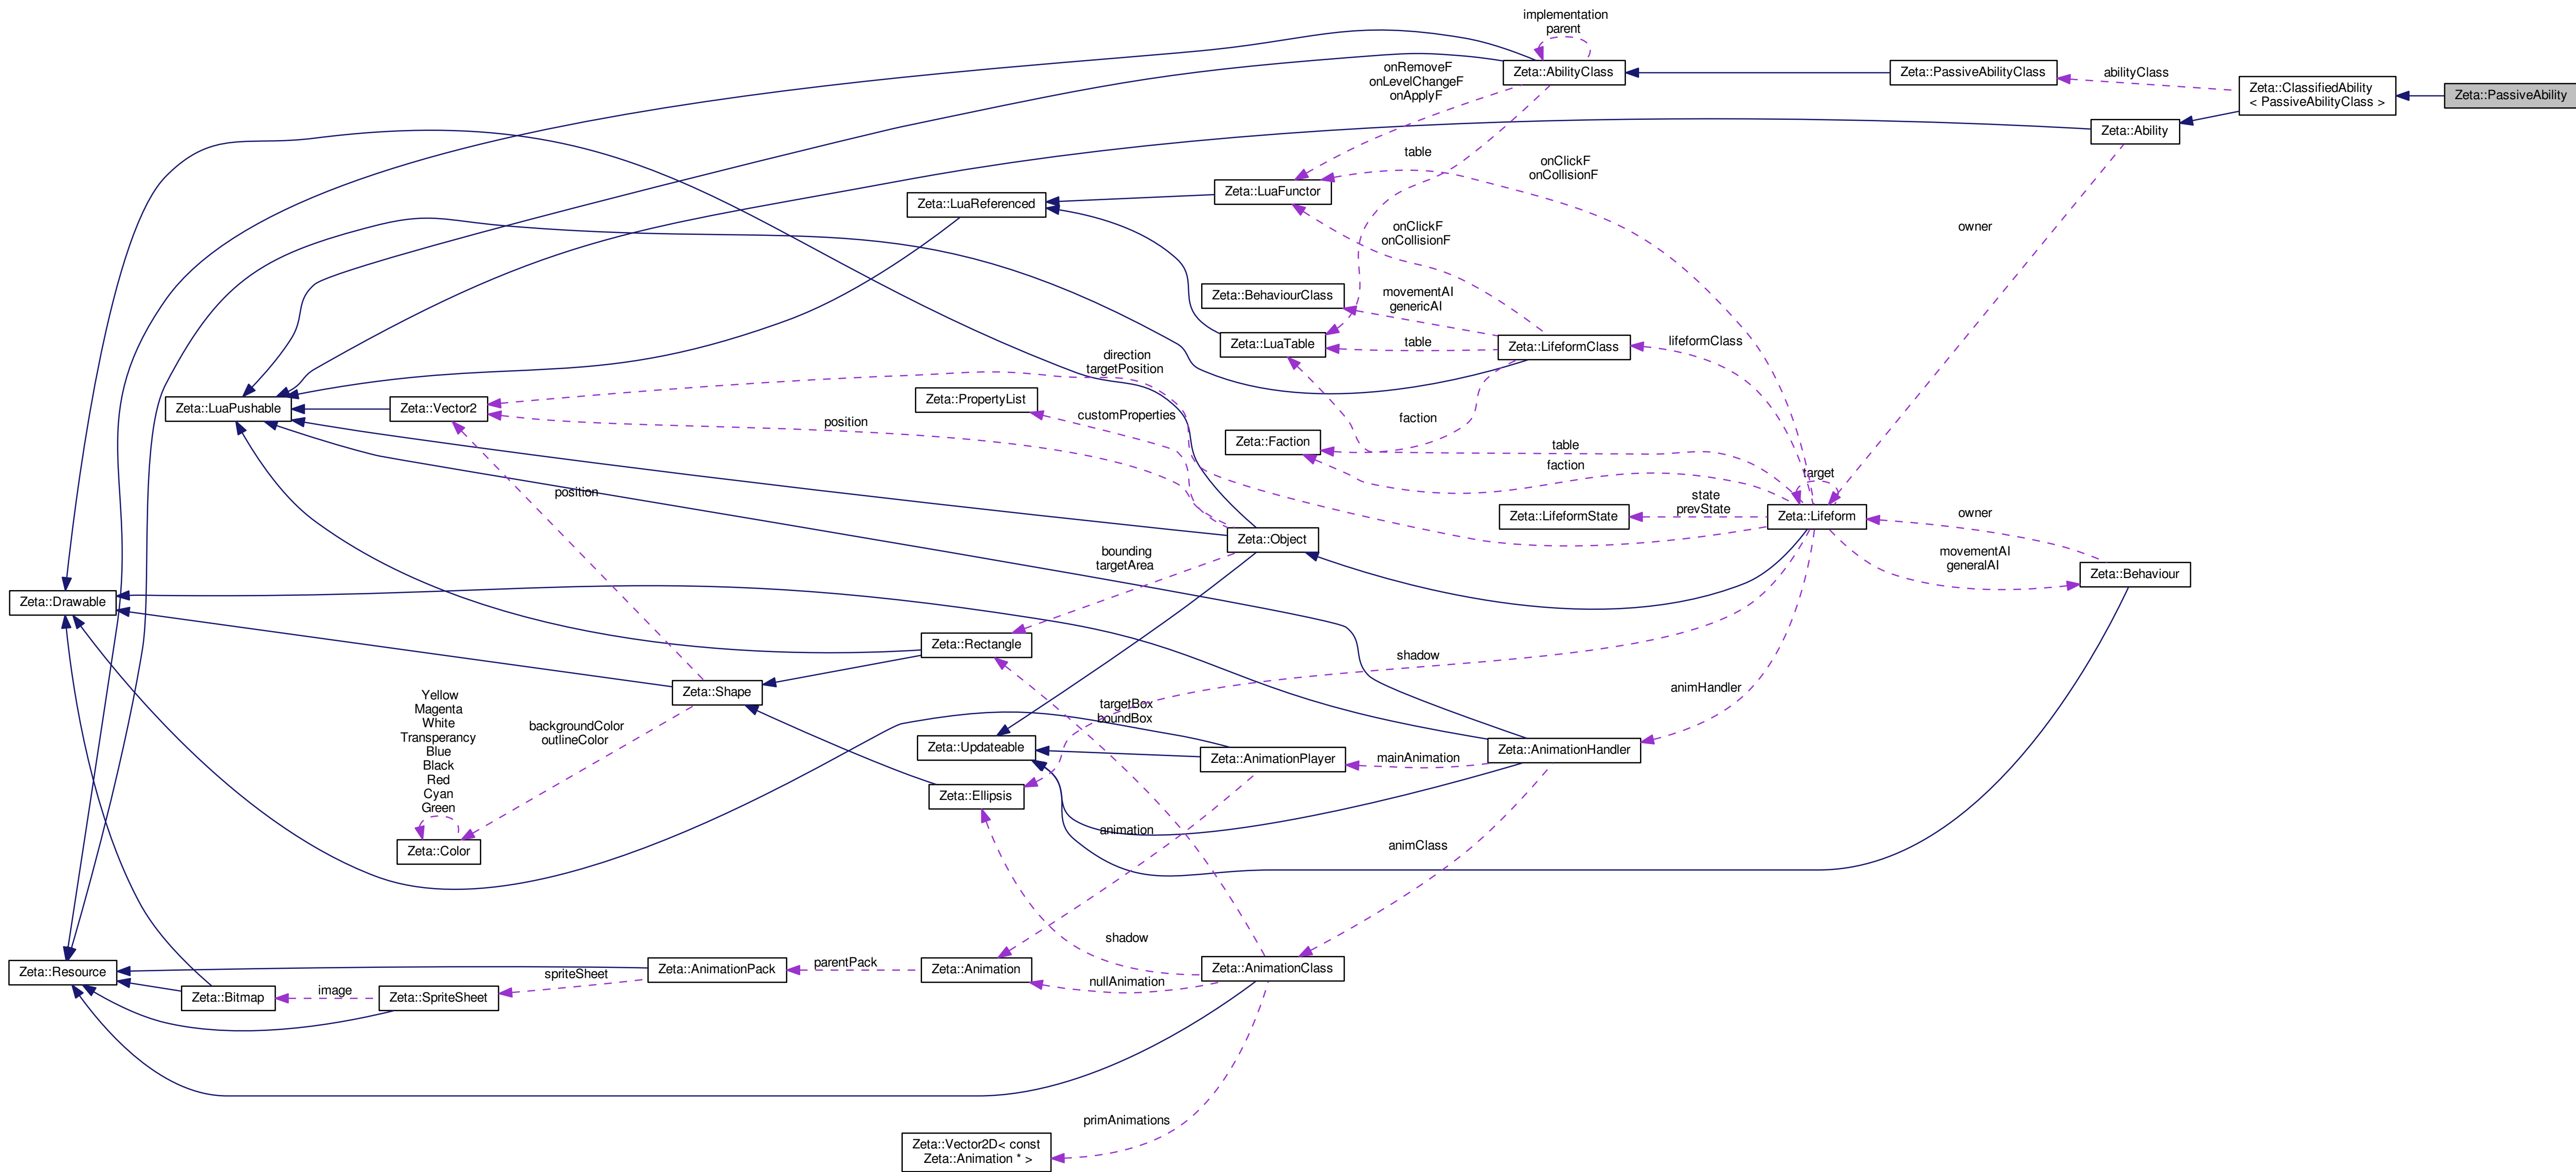 implementation
parent
Zeta::AbilityClass
onRemoveF
onLevelChangeF
onApplyF
Zeta::PassiveAbilityClass
abilityClass
Zeta::ClassifiedAbility
< PassiveAbilityClass >
Zeta::PassiveAbility
Zeta::Ability
table
onClickF
onCollisionF
Zeta::LuaFunctor
Zeta::LuaReferenced
owner
onClickF
onCollisionF
Zeta::BehaviourClass
movementAI
genericAI
Zeta::LuaTable
table
Zeta::LifeformClass
lifeformClass
direction
targetPosition
Zeta::LuaPushable
Zeta::Vector2
Zeta::PropertyList
customProperties
position
faction
Zeta::Faction
table
faction
target
position
state
prevState
Zeta::LifeformState
Zeta::Lifeform
owner
Zeta::Object
bounding
targetArea
movementAI
generalAI
Zeta::Behaviour
Zeta::Drawable
Zeta::Rectangle
shadow
Zeta::Shape
animHandler
Yellow
Magenta
White
Transperancy
Blue
Black
Red
Cyan
Green
backgroundColor
outlineColor
targetBox
boundBox
Zeta::Updateable
Zeta::AnimationPlayer
mainAnimation
Zeta::AnimationHandler
Zeta::Ellipsis
animation
Zeta::Color
animClass
shadow
Zeta::Resource
Zeta::Bitmap
image
Zeta::SpriteSheet
spriteSheet
Zeta::AnimationPack
parentPack
Zeta::Animation
nullAnimation
Zeta::AnimationClass
primAnimations
Zeta::Vector2D< const
Zeta::Animation * >